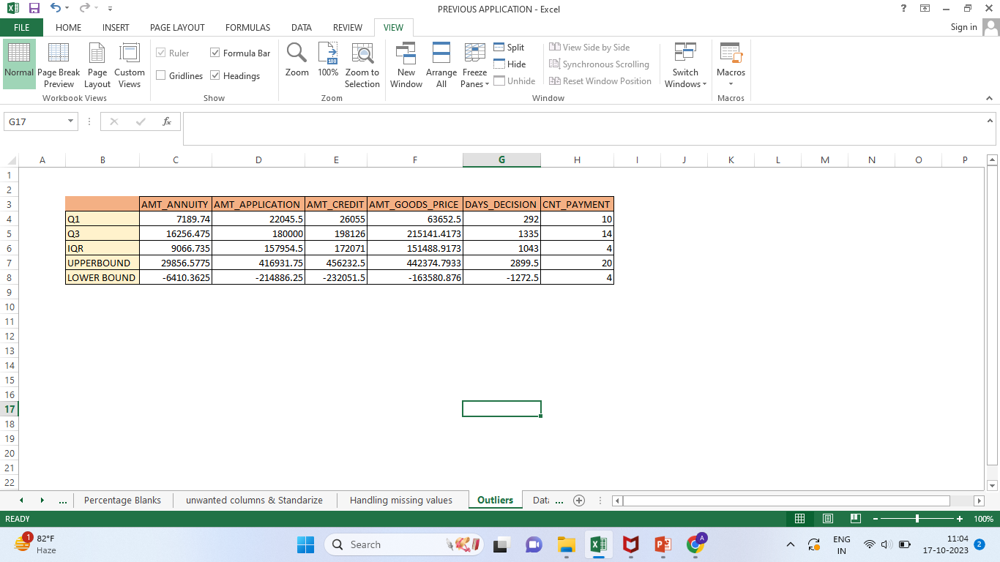 PREVIOUS APPLICATION - Excel
FILE HOME INSERT PAGE LAYOUT FORMULAS DATA REVIEW VIEW Sign in
Normal Page Break Preview Page Layout Custom Views
Ruler Formula Bar
Gridlines Headings
Zoom 100% Zoom to Selection
New Window Arrange All Freeze Panes
Split
Hide
Unhide
View Side by Side
Synchronous Scrolling
Reset Window Position
Switch Windows Macros
Workbook Views Show Zoom Window Macros
G17 fx
A B C D E F G H I J K L M N O P
1
2
3 AMT_ANNUITY AMT_APPLICATION AMT_CREDIT AMT_GOODS_PRICE DAYS_DECISION CNT_PAYMENT
4 Q1 7189.74 22045.5 26055 63652.5 292 10
5 Q3 16256.475 180000 198126 215141.4173 1335 14
6 IQR 9066.735 157954.5 172071 151488.9173 1043 4
7 UPPERBOUND 29856.5775 416931.75 456232.5 442374.7933 2899.5 20
8 LOWER BOUND -6410.3625 -214886.25 -232051.5 -163580.876 -1272.5 4
9
10
11
12
13
14
15
16
17
18
19
20
21
22
... Percentage Blanks unwanted columns & Standarize Handling missing values Outliers Data ...
READY 100%
1 82°F Search A ENG 11:04
Haze IN 17-10-2023 2